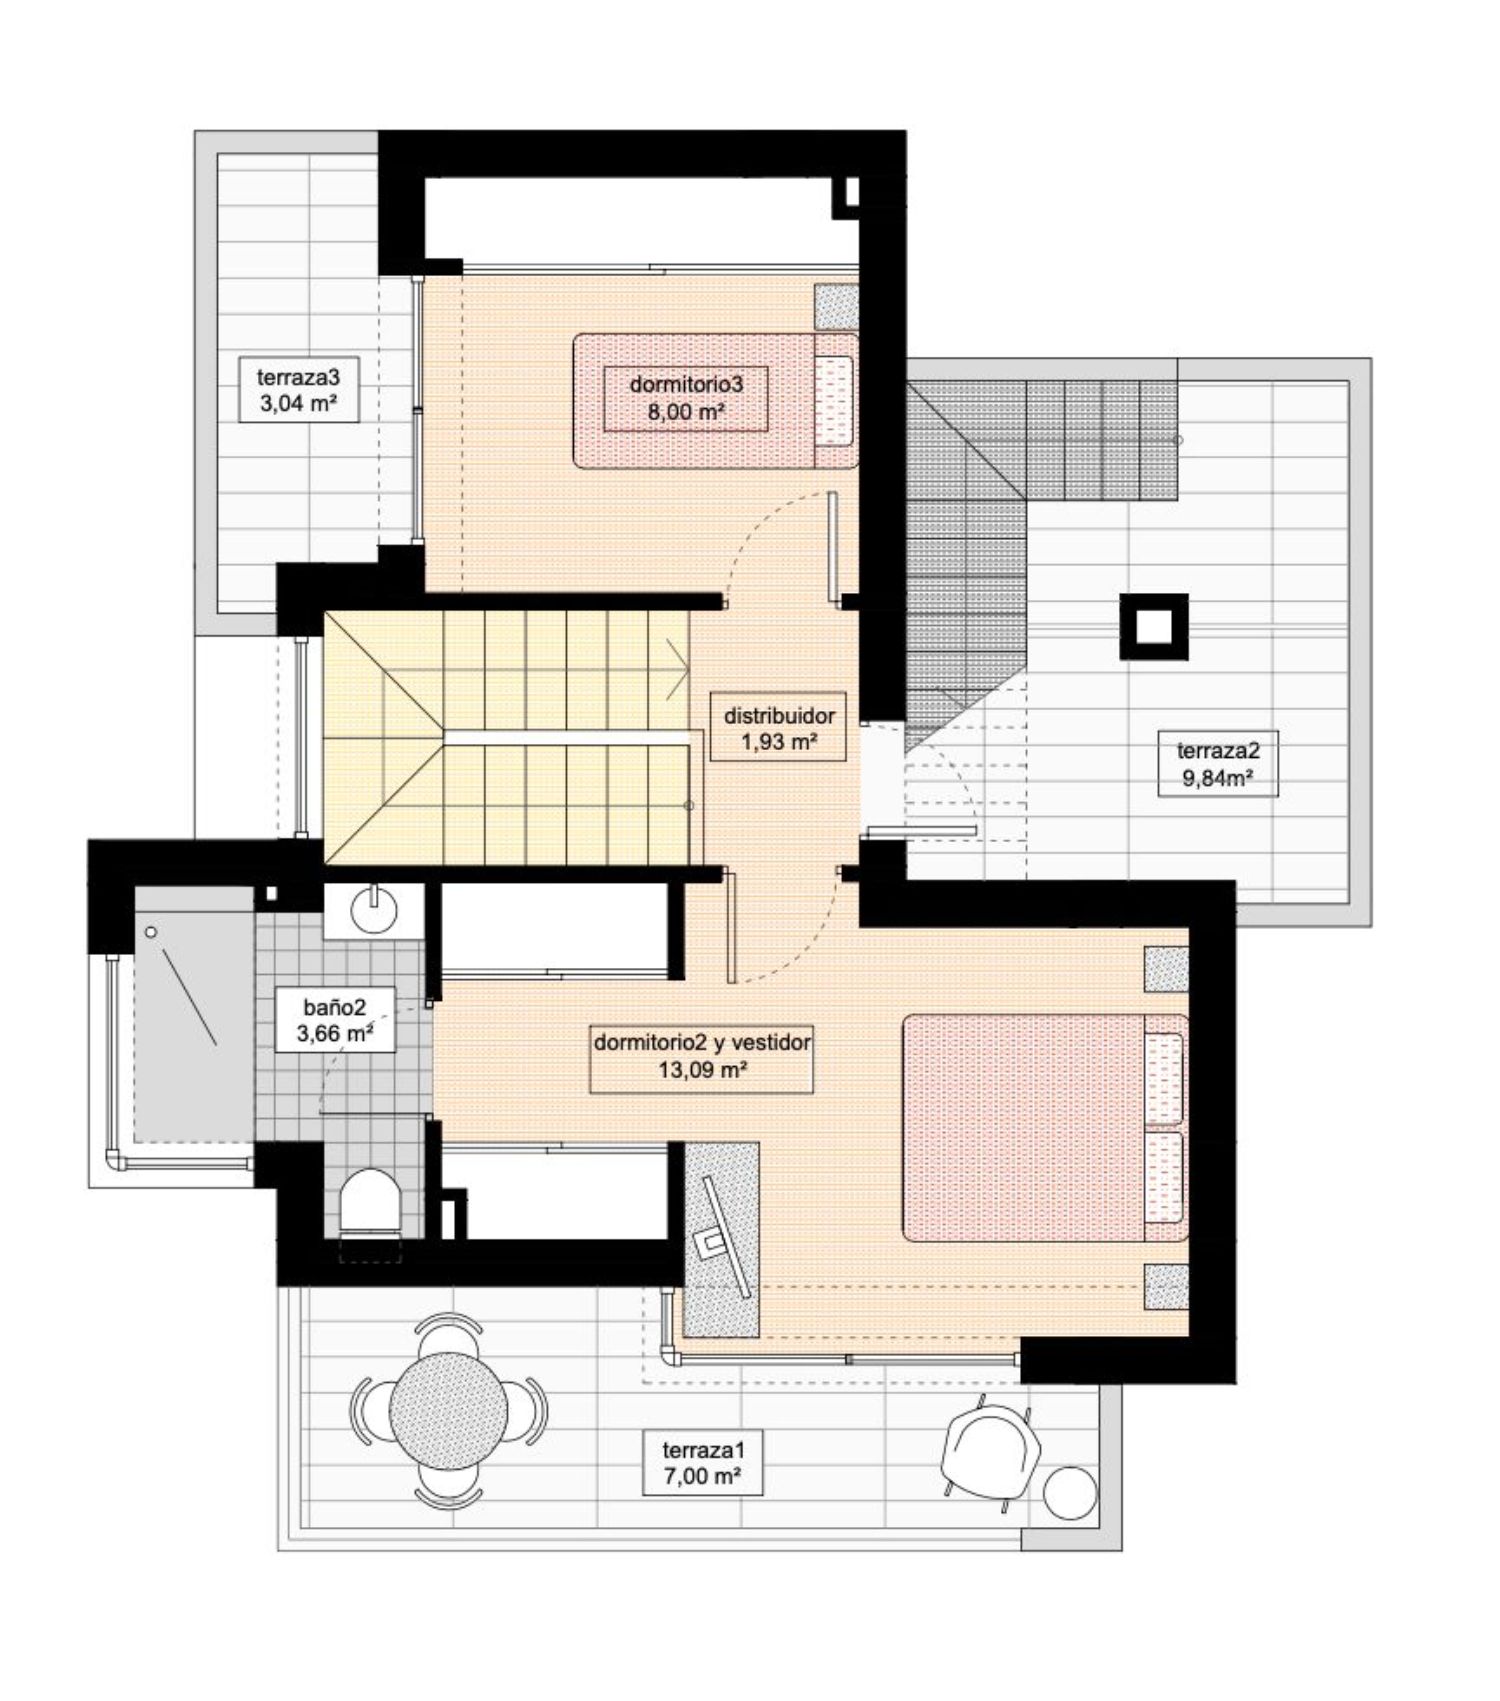 terraza3
3,04 m²
dormitorio3
8,00 m²
distribuidor
1,93 m²
terraza2
9,84m²
baño2
3,66 m²
dormitorio2 y vestidor
13,09 m²
terraza1
7,00 m²